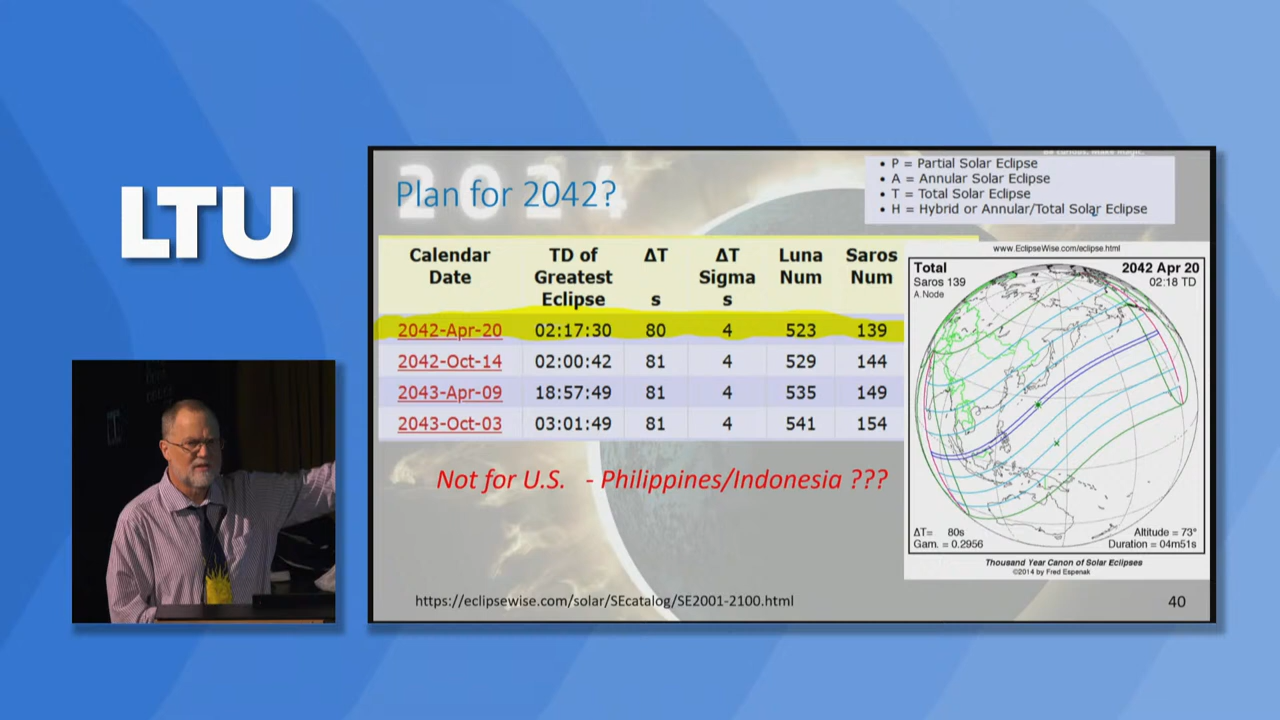 LTU
2024
Plan for 2042?
• P = Partial Solar Eclipse
• A = Annular Solar Eclipse
• T = Total Solar Eclipse
• H = Hybrid or Annular/Total Solar Eclipse
Calendar Date TD of Greatest Eclipse ΔT s ΔT Sigma s Luna Num Saros Num
2042-Apr-20 02:17:30 80 4 523 139
2042-Oct-14 02:00:42 81 4 529 144
2043-Apr-09 18:57:49 81 4 535 149
2043-Oct-03 03:01:49 81 4 541 154
www.EclipseWise.com/eclipse.html
Total 2042 Apr 20
Saros 139 02:18 TD
A.Node
ΔT= 80s Altitude = 73°
Gam. = 0.2956 Duration = 04m51s
Thousand Year Canon of Solar Eclipses
©2014 by Fred Espenak
Not for U.S. - Philippines/Indonesia ???
https://eclipsewise.com/solar/SEcatalog/SE2001-2100.html
40